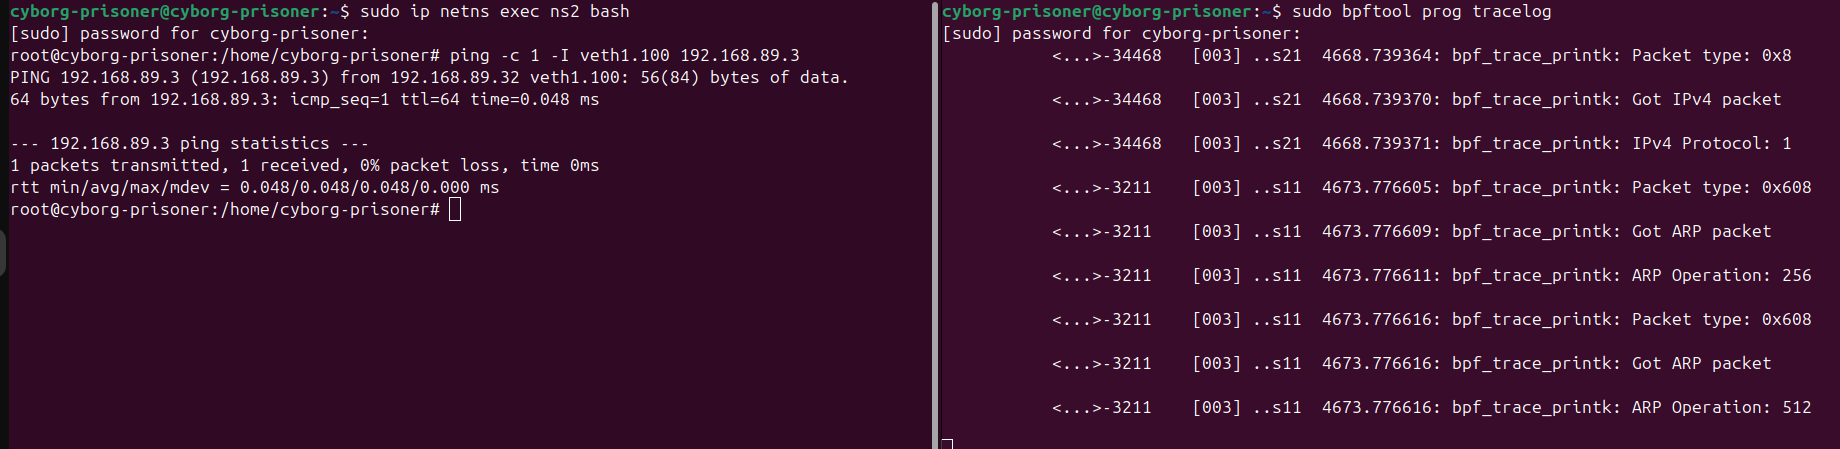 cyborg-prisoner@cyborg-prisoner:~$ sudo ip netns exec ns2 bash
[sudo] password for cyborg-prisoner:
root@cyborg-prisoner:/home/cyborg-prisoner# ping -c 1 -I veth1.100 192.168.89.3
PING 192.168.89.3 (192.168.89.3) from 192.168.89.32 veth1.100: 56(84) bytes of data.
64 bytes from 192.168.89.3: icmp_seq=1 ttl=64 time=0.048 ms
--- 192.168.89.3 ping statistics ---
1 packets transmitted, 1 received, 0% packet loss, time 0ms
rtt min/avg/max/mdev = 0.048/0.048/0.048/0.000 ms
root@cyborg-prisoner:/home/cyborg-prisoner#
cyborg-prisoner@cyborg-prisoner:~$ sudo bpftool prog tracelog
[sudo] password for cyborg-prisoner:
<...>-34468 [003] ..s21 4668.739364: bpf_trace_printk: Packet type: 0x8
<...>-34468 [003] ..s21 4668.739370: bpf_trace_printk: Got IPv4 packet
<...>-34468 [003] ..s21 4668.739371: bpf_trace_printk: IPv4 Protocol: 1
<...>-3211 [003] ..s11 4673.776605: bpf_trace_printk: Packet type: 0x608
<...>-3211 [003] ..s11 4673.776609: bpf_trace_printk: Got ARP packet
<...>-3211 [003] ..s11 4673.776611: bpf_trace_printk: ARP Operation: 256
<...>-3211 [003] ..s11 4673.776616: bpf_trace_printk: Packet type: 0x608
<...>-3211 [003] ..s11 4673.776616: bpf_trace_printk: Got ARP packet
<...>-3211 [003] ..s11 4673.776616: bpf_trace_printk: ARP Operation: 512